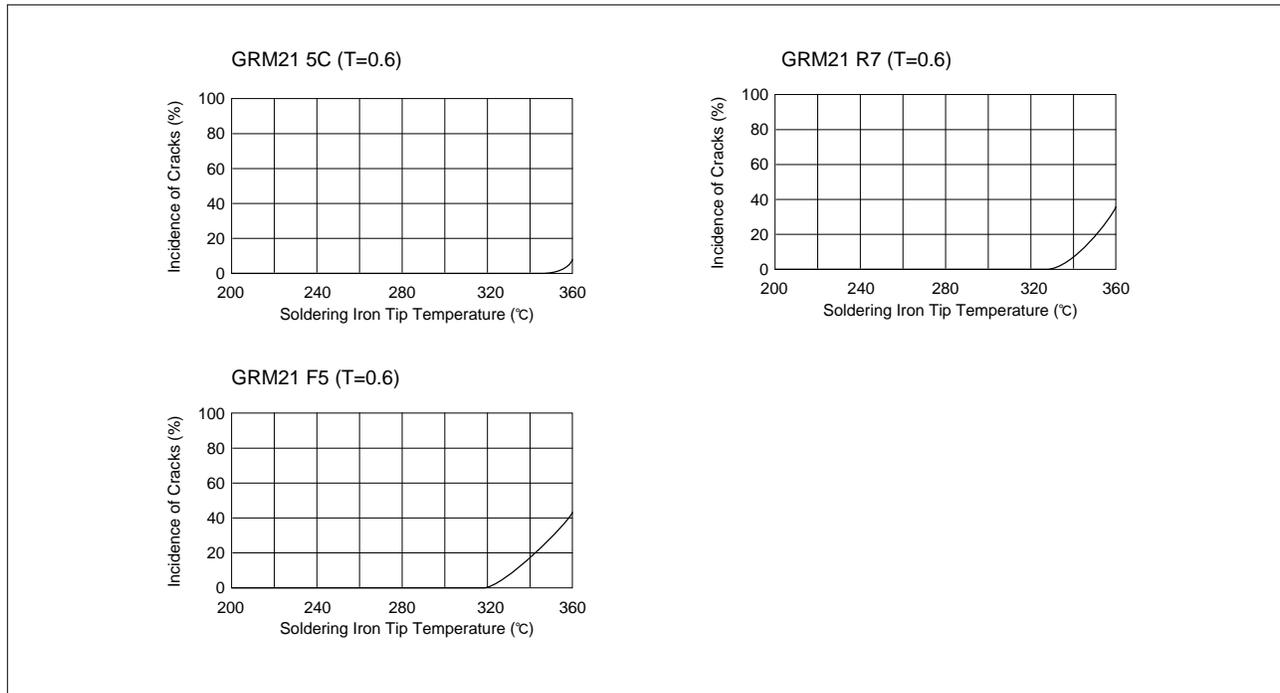 GRM21 5C (T=0.6)
Incidence of Cracks (%)
100
80
60
40
20
0
200 240 280 320 360
Soldering Iron Tip Temperature (℃)
GRM21 R7 (T=0.6)
Incidence of Cracks (%)
100
80
60
40
20
0
200 240 280 320 360
Soldering Iron Tip Temperature (℃)
GRM21 F5 (T=0.6)
Incidence of Cracks (%)
100
80
60
40
20
0
200 240 280 320 360
Soldering Iron Tip Temperature (℃)